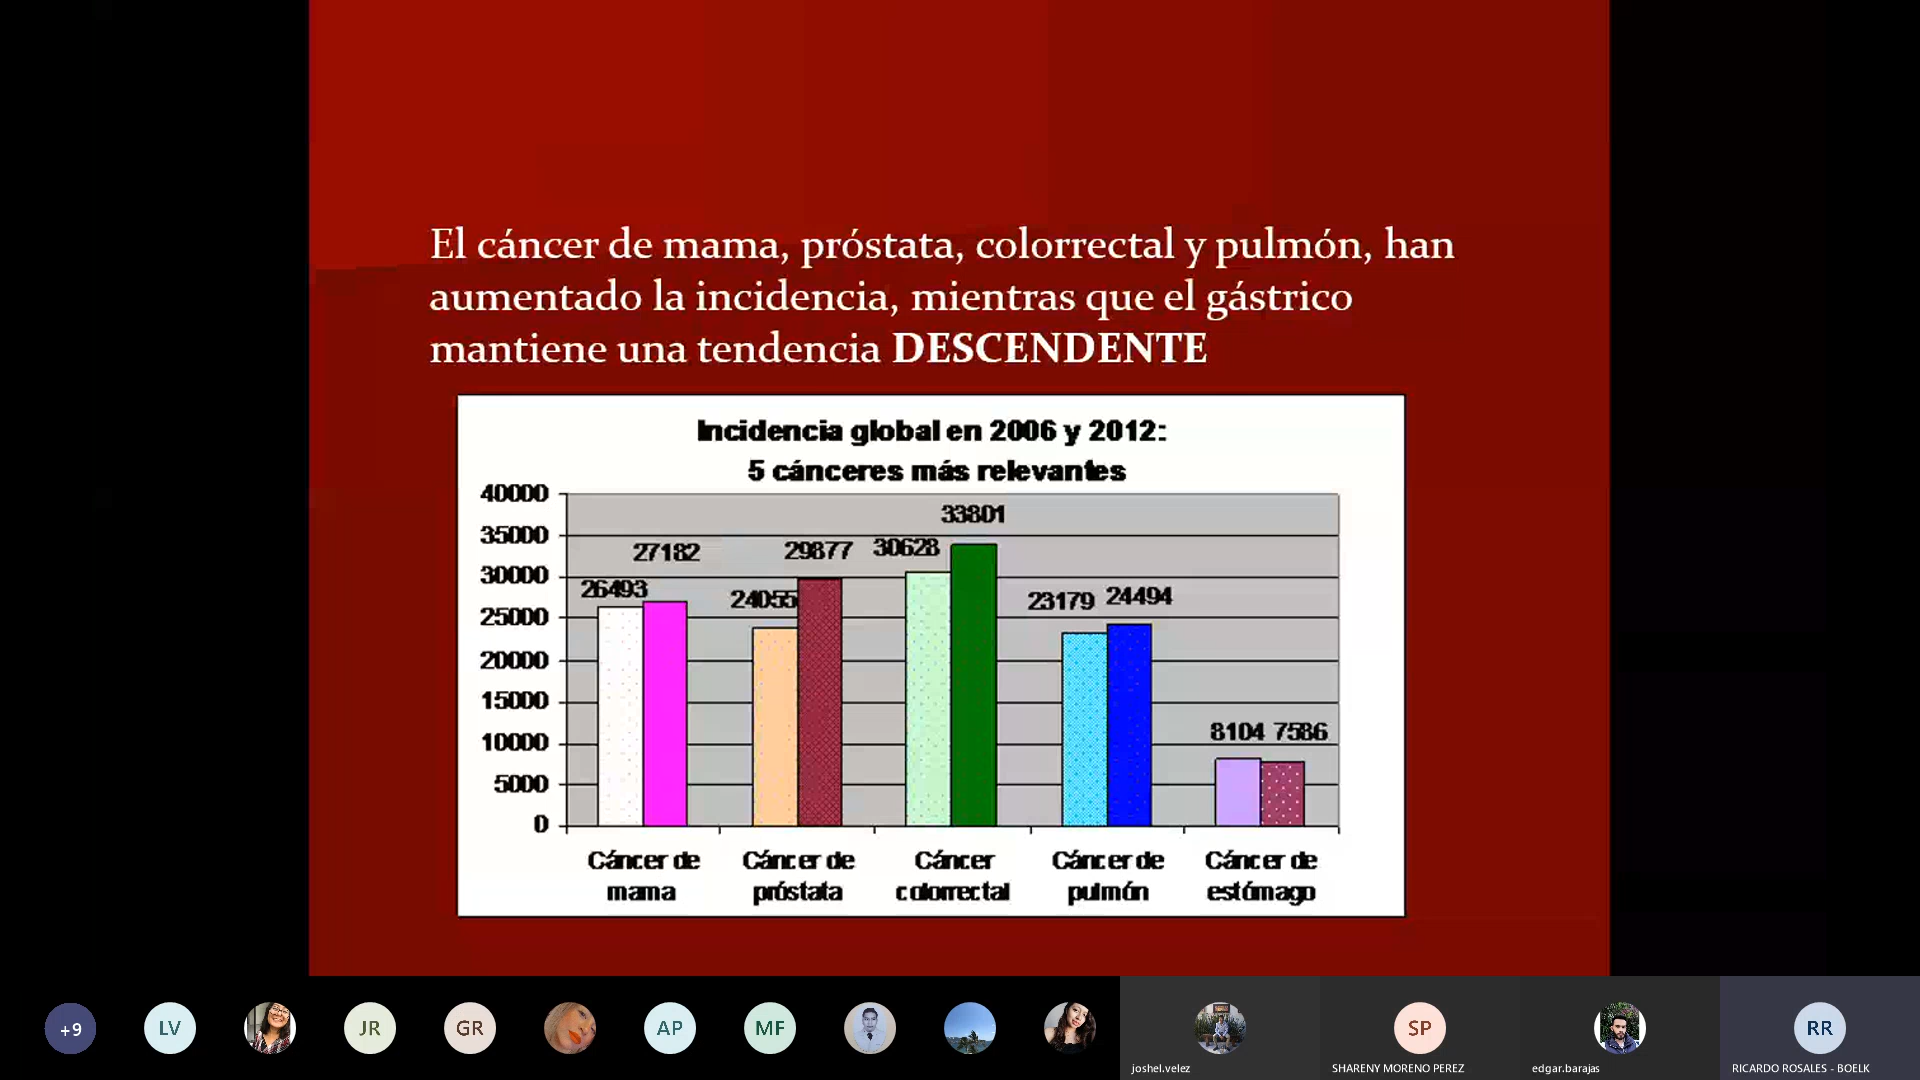 El cáncer de mama, próstata, colorrectal y pulmón, han
aumentado la incidencia, mientras que el gástrico
mantiene una tendencia DESCENDENTE
Incidencia global en 2006 y 2012:
5 cánceres más relevantes
40000
35000
30000
25000
20000
15000
10000
5000
0
26493
27182
24055
29877
30628
33801
23179
24494
8104
7586
Cáncer de
mama
Cáncer de
próstata
Cáncer
colorrectal
Cáncer de
pulmón
Cáncer de
estómago
+9
LV
JR
GR
AP
MF
joshel.velez
SP
SHARENY MORENO PEREZ
edgar.barajas
RR
RICARDO ROSALES - BOELK